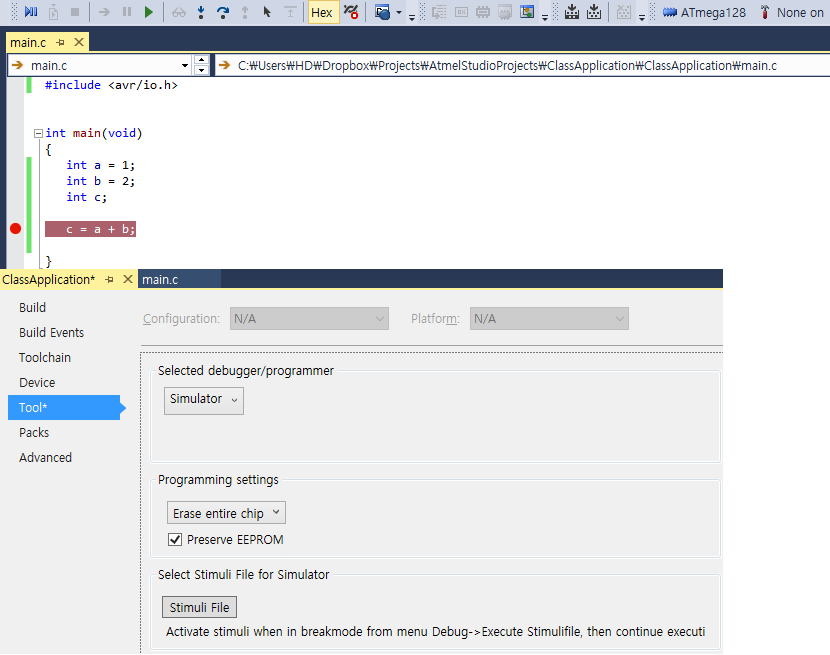 Hex
ATmega128
None on
main.c
main.c
C:₩Users₩HD₩Dropbox₩Projects₩AtmelStudioProjects₩ClassApplication₩ClassApplication₩main.c
#include <avr/io.h>
int main(void)
{
int a = 1;
int b = 2;
int c;
c = a + b;
}
ClassApplication*
main.c
Build
Build Events
Toolchain
Device
Tool*
Packs
Advanced
Configuration:
N/A
Platform:
N/A
Selected debugger/programmer
Simulator
Programming settings
Erase entire chip
Preserve EEPROM
Select Stimuli File for Simulator
Stimuli File
Activate stimuli when in breakmode from menu Debug->Execute Stimulifile, then continue executi